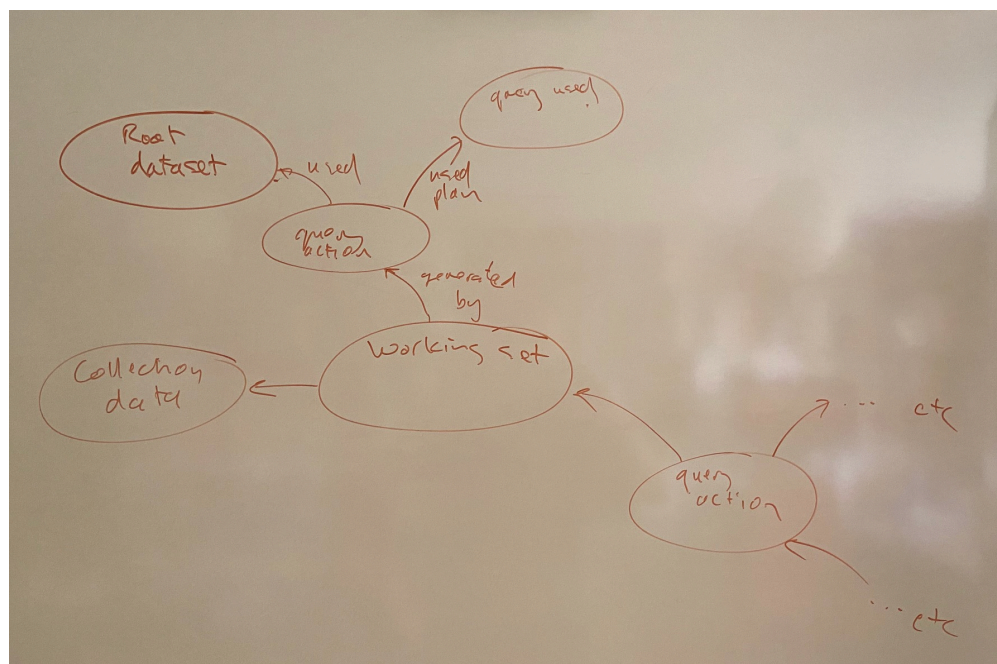 query used
Root
dataset
used
used
plan
query
action
generated
by
Working set
Collection
data
... etc
query
action
... etc